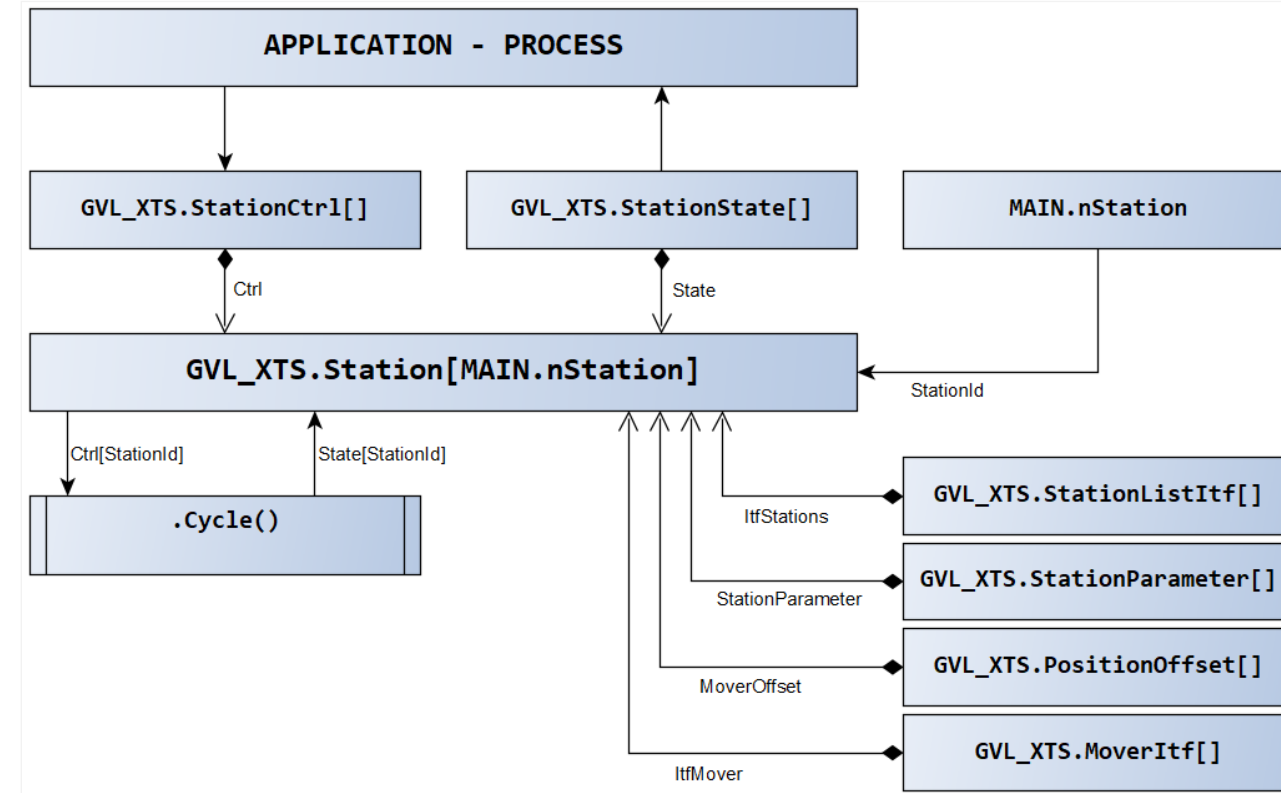 APPLICATION - PROCESS
GVL_XTS.StationCtrl[]
GVL_XTS.StationState[]
MAIN.nStation
Ctrl
State
GVL_XTS.Station[MAIN.nStation]
StationId
Ctrl[StationId]
State[StationId]
.Cycle()
GVL_XTS.StationListItf[]
ItfStations
GVL_XTS.StationParameter[]
StationParameter
GVL_XTS.PositionOffset[]
MoverOffset
GVL_XTS.MoverItf[]
ItfMover